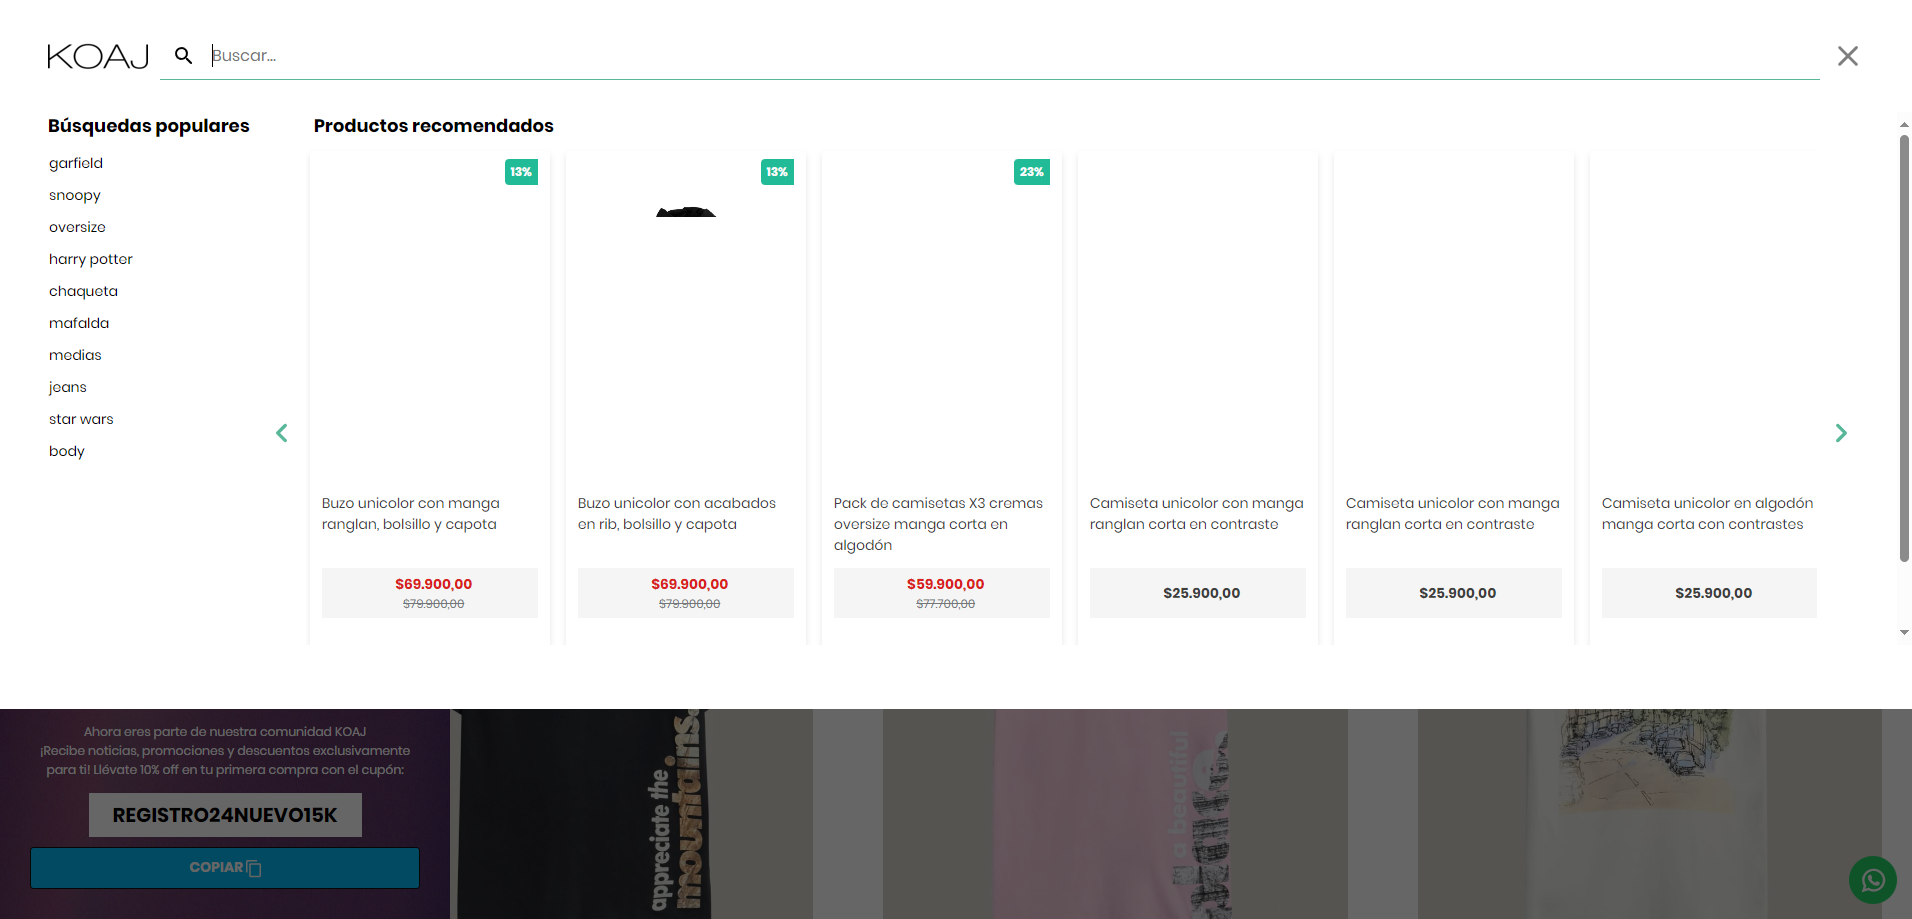 KOAJ
Buscar...
Búsquedas populares
garfield
snoopy
oversize
harry potter
chaqueta
mafalda
medias
jeans
star wars
body
Productos recomendados
13%
Buzo unicolor con manga
ranglan, bolsillo y capota
$69.900,00
$79.900,00
13%
Buzo unicolor con acabados
en rib, bolsillo y capota
$69.900,00
$79.900,00
23%
Pack de camisetas X3 cremas
oversize manga corta en
algodón
$59.900,00
$77.700,00
Camiseta unicolor con manga
ranglan corta en contraste
$25.900,00
Camiseta unicolor con manga
ranglan corta en contraste
$25.900,00
Camiseta unicolor en algodón
manga corta con contrastes
$25.900,00
Ahora eres parte de nuestra comunidad KOAJ
¡Recibe noticias, promociones y descuentos exclusivamente
para ti! Llévate 10% off en tu primera compra con el cupón:
REGISTRO24NUEVO15K
COPIAR
appreciate the
mountains.
a beautiful